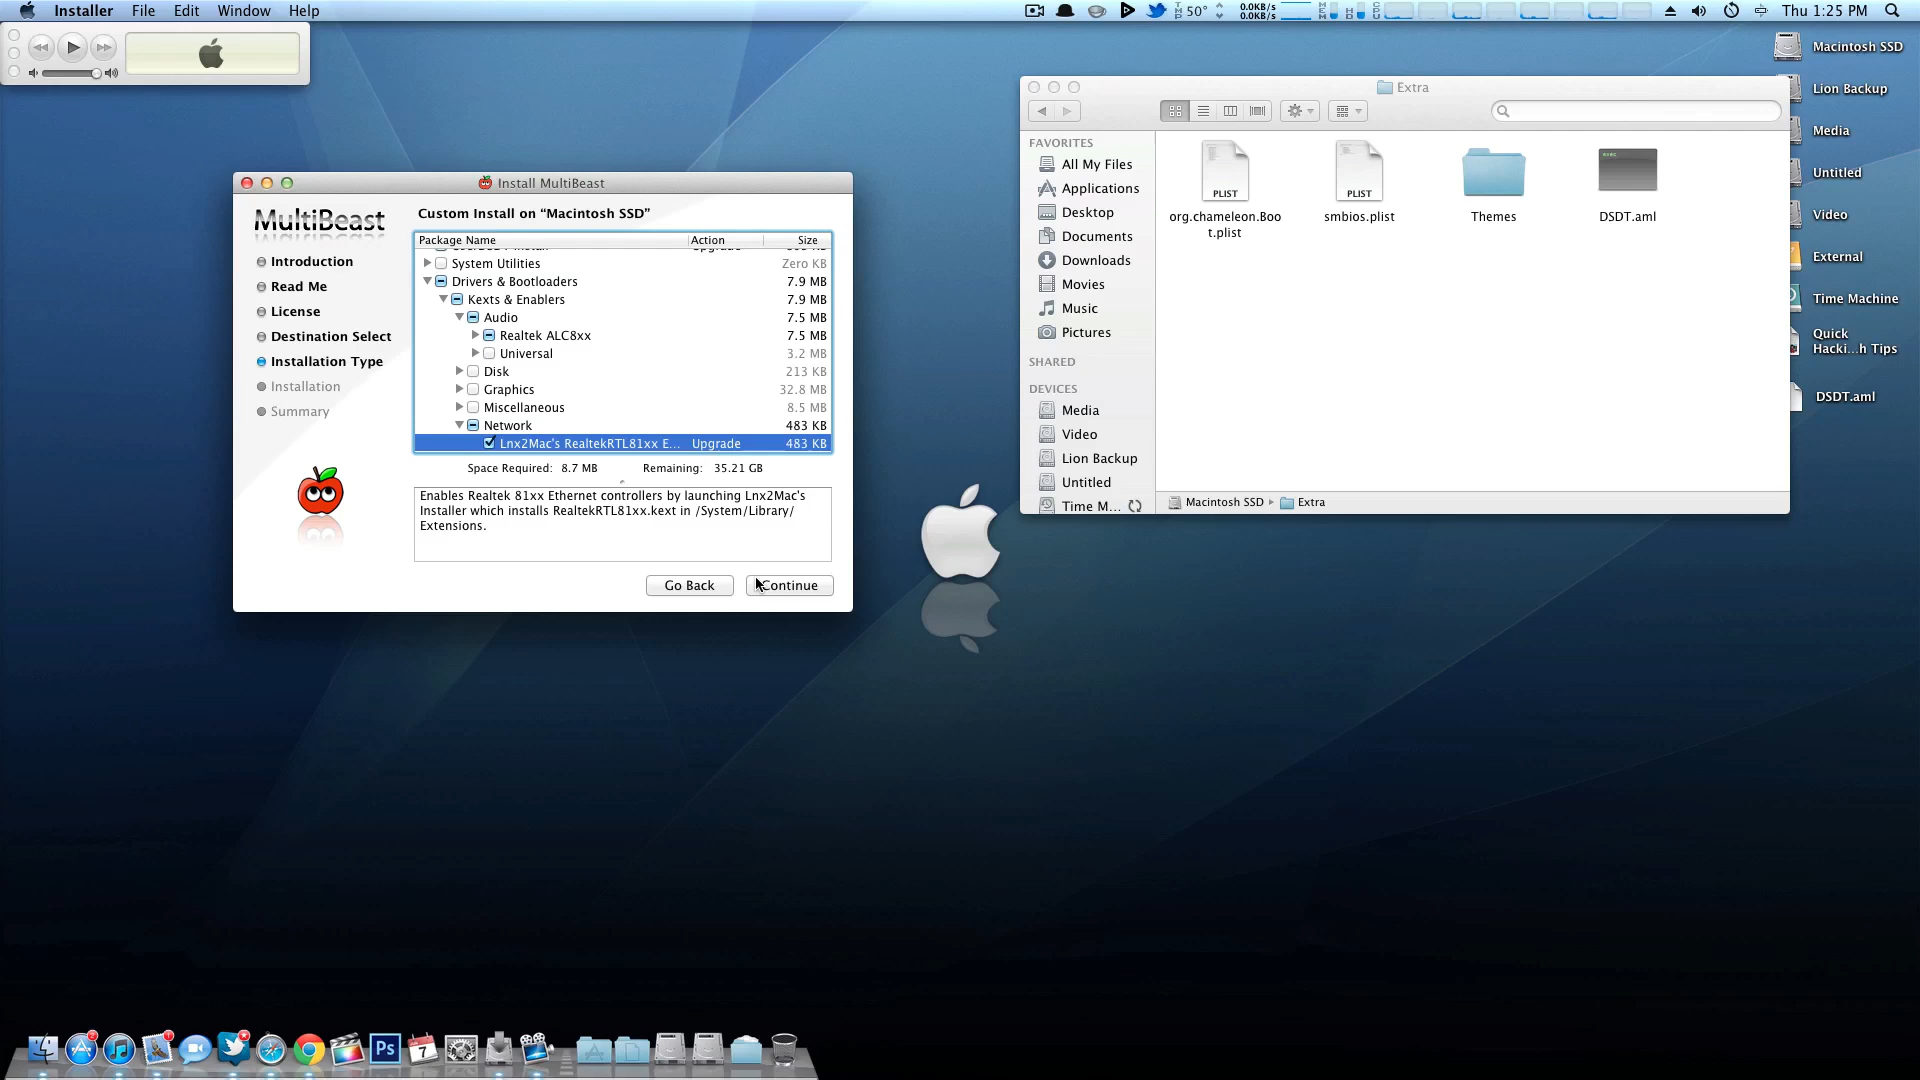 Installer File Edit Window Help
50° 0.0KB/s Thu 1:25 PM
0.0KB/s
Macintosh SSD
Lion Backup
Media
Untitled
Video
External
Time Machine
Quick
Hacki...h Tips
DSDT.aml
Extra
FAVORITES
All My Files
Applications
Desktop
Documents
Downloads
Movies
Music
Pictures
SHARED
DEVICES
Media
Video
Lion Backup
Untitled
Time M...
PLIST
org.chameleon.Boo
t.plist
PLIST
smbios.plist
Themes
exec
DSDT.aml
Macintosh SSD Extra
Install MultiBeast
MultiBeast
Introduction
Read Me
License
Destination Select
Installation Type
Installation
Summary
Custom Install on “Macintosh SSD”
Package Name Action Size
System Utilities Zero KB
Drivers & Bootloaders 7.9 MB
Kexts & Enablers 7.9 MB
Audio 7.5 MB
Realtek ALC8xx 7.5 MB
Universal 3.2 MB
Disk 213 KB
Graphics 32.8 MB
Miscellaneous 8.5 MB
Network 483 KB
Lnx2Mac's RealtekRTL81xx E... Upgrade 483 KB
Space Required: 8.7 MB Remaining: 35.21 GB
Enables Realtek 81xx Ethernet controllers by launching Lnx2Mac's
Installer which installs RealtekRTL81xx.kext in /System/Library/
Extensions.
Go Back Continue
Ps
7